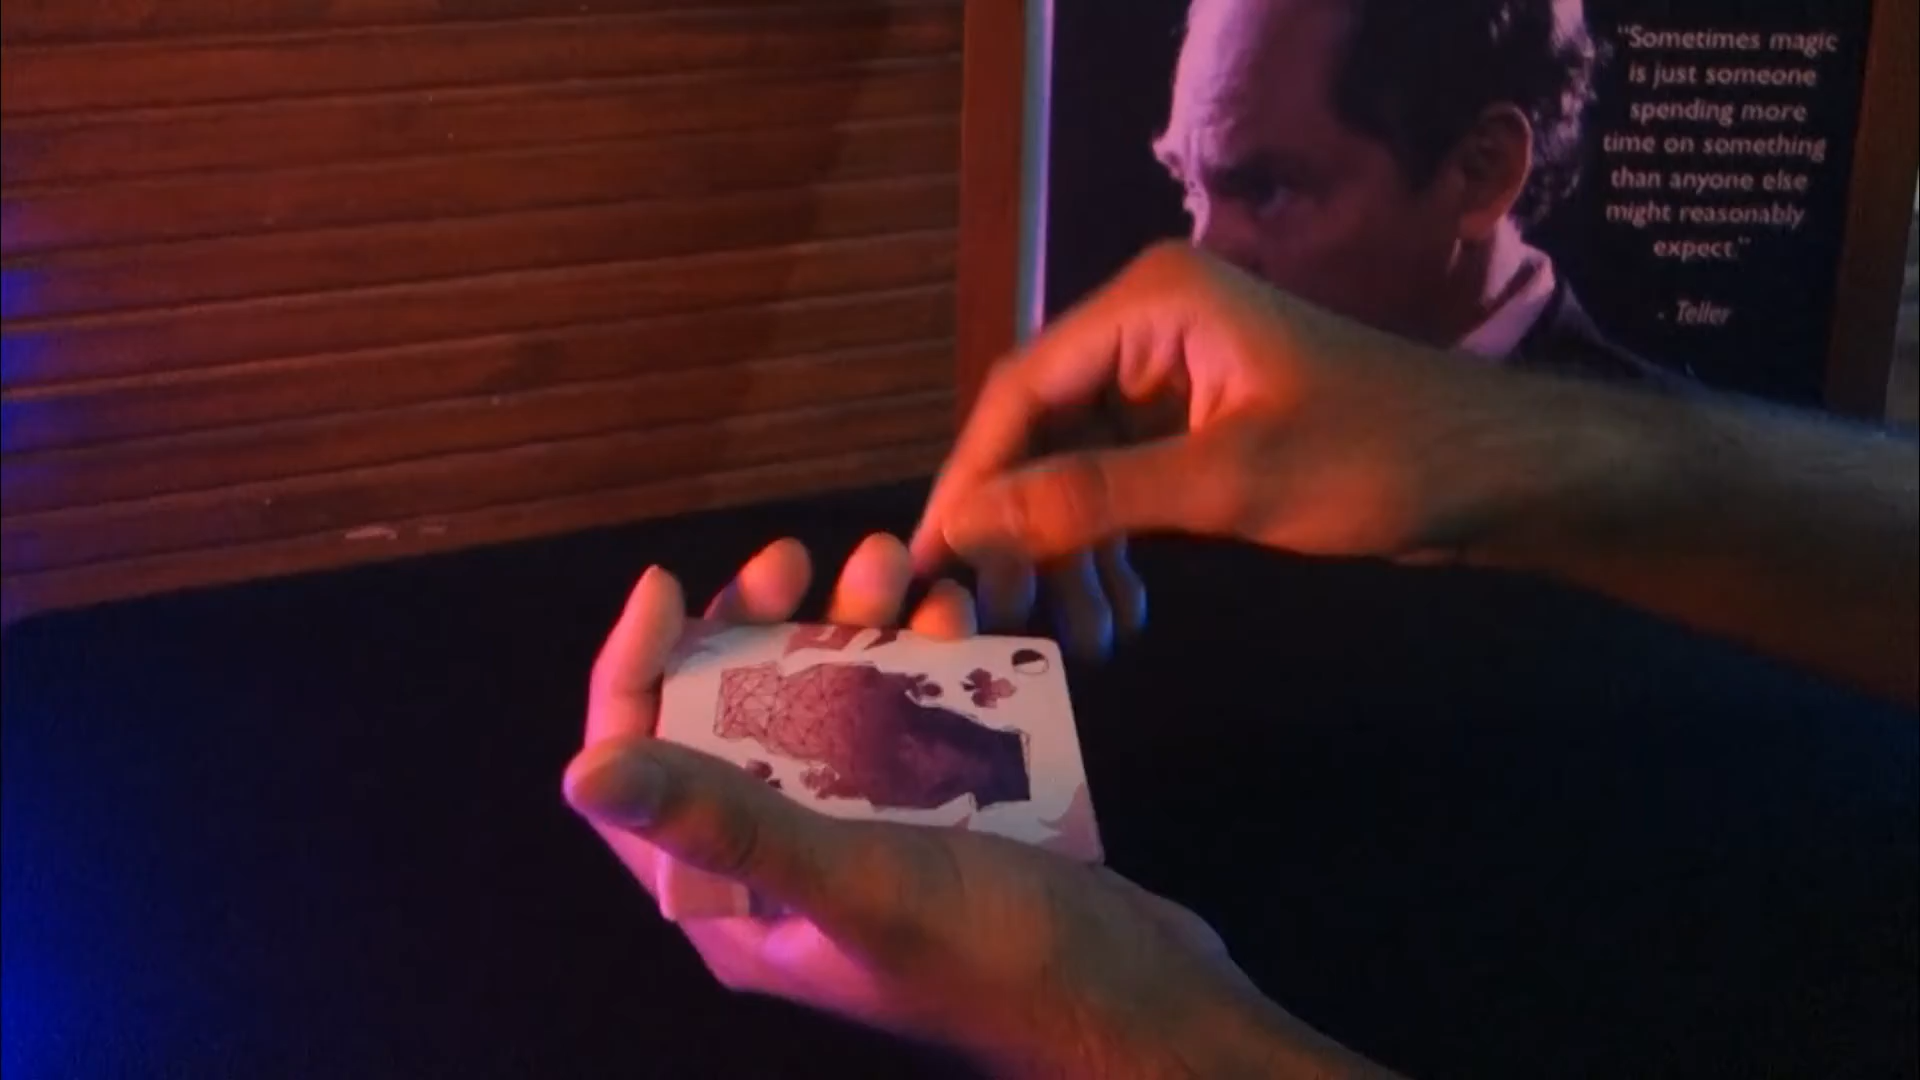 "Sometimes magic
is just someone
spending more
time on something
than anyone else
might reasonably
expect."
- Teller